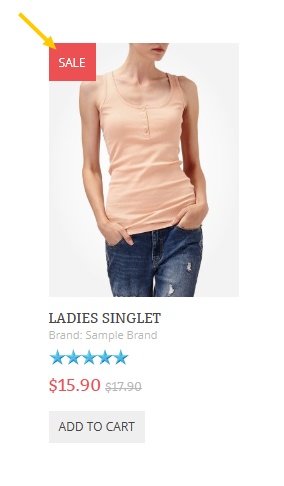 SALE
LADIES SINGLET
Brand: Sample Brand
$15.90 $17.90
ADD TO CART